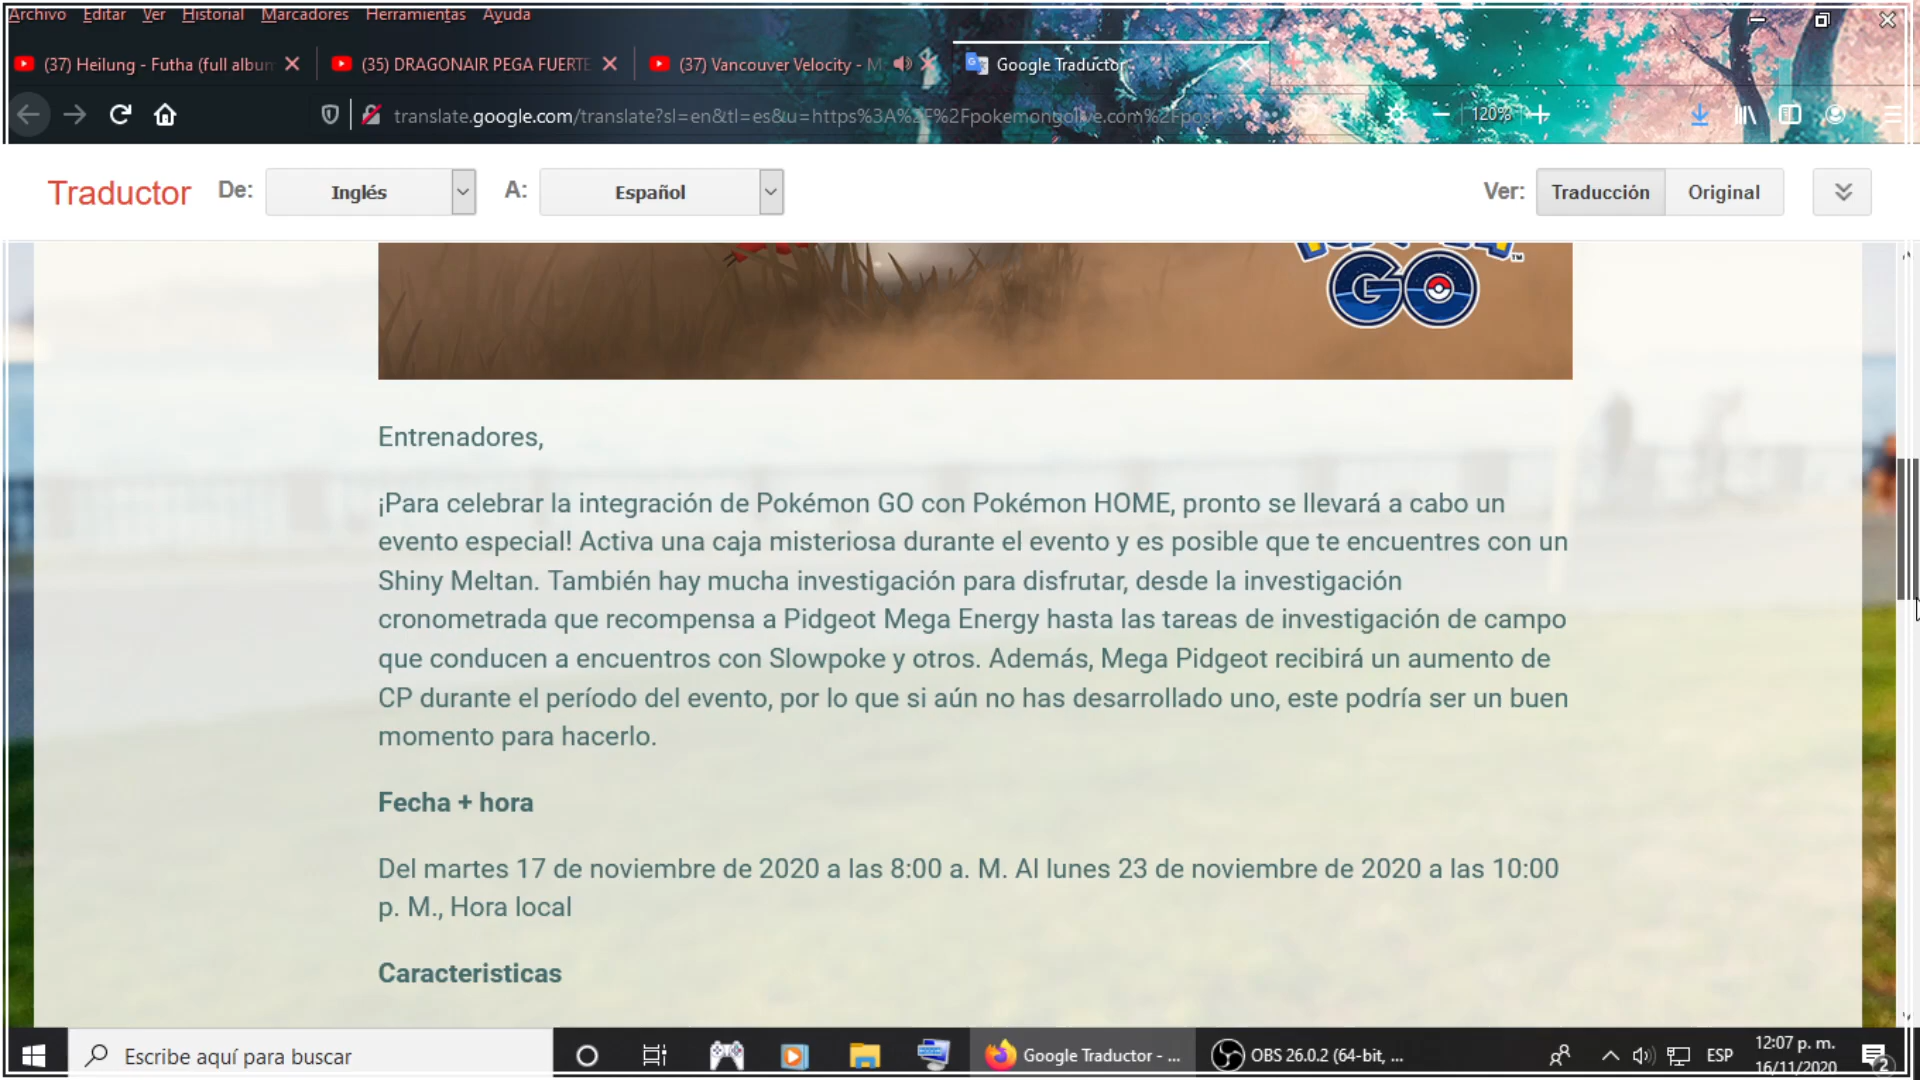 Archivo Editar Ver Historial Marcadores Herramientas Ayuda
(37) Heilung - Futha (full album
(35) DRAGONAIR PEGA FUERTE
(37) Vancouver Velocity - M
Google Traductor
translate.google.com/translate?sl=en&tl=es&u=https%3A%2F%2Fpokemongolive.com%2Fpost
120%
Traductor De: Inglés A: Español Ver: Traducción Original
GO
Entrenadores,
¡Para celebrar la integración de Pokémon GO con Pokémon HOME, pronto se llevará a cabo un
evento especial! Activa una caja misteriosa durante el evento y es posible que te encuentres con un
Shiny Meltan. También hay mucha investigación para disfrutar, desde la investigación
cronometrada que recompensa a Pidgeot Mega Energy hasta las tareas de investigación de campo
que conducen a encuentros con Slowpoke y otros. Además, Mega Pidgeot recibirá un aumento de
CP durante el período del evento, por lo que si aún no has desarrollado uno, este podría ser un buen
momento para hacerlo.
Fecha + hora
Del martes 17 de noviembre de 2020 a las 8:00 a. M. Al lunes 23 de noviembre de 2020 a las 10:00
p. M., Hora local
Caracteristicas
Escribe aquí para buscar
Google Traductor - ...
OBS 26.0.2 (64-bit, ...
ESP
12:07 p. m.
16/11/2020
2